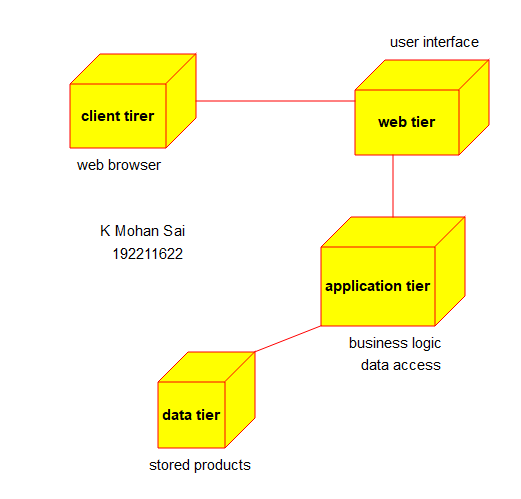 user interface
client tirer
web tier
web browser
K Mohan Sai
192211622
application tier
business logic
data access
data tier
stored products